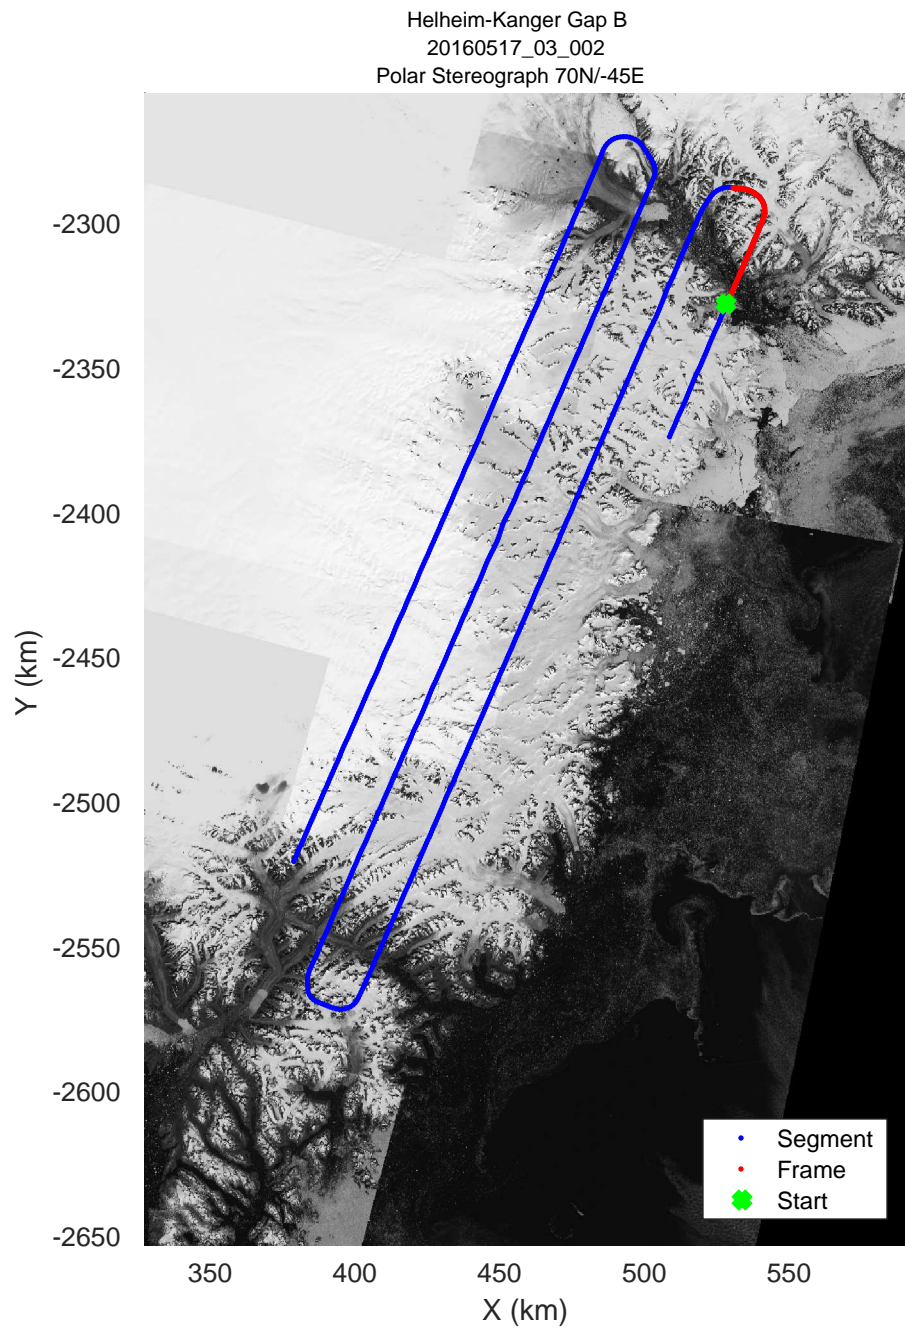 Helheim-Kanger Gap B
20160517_03_002
Polar Stereograph 70N/-45E
-2300
-2350
-2400
-2450
-2500
-2550
-2600
-2650
Y (km)
350 400 450 500 550
X (km)
Segment
Frame
Start